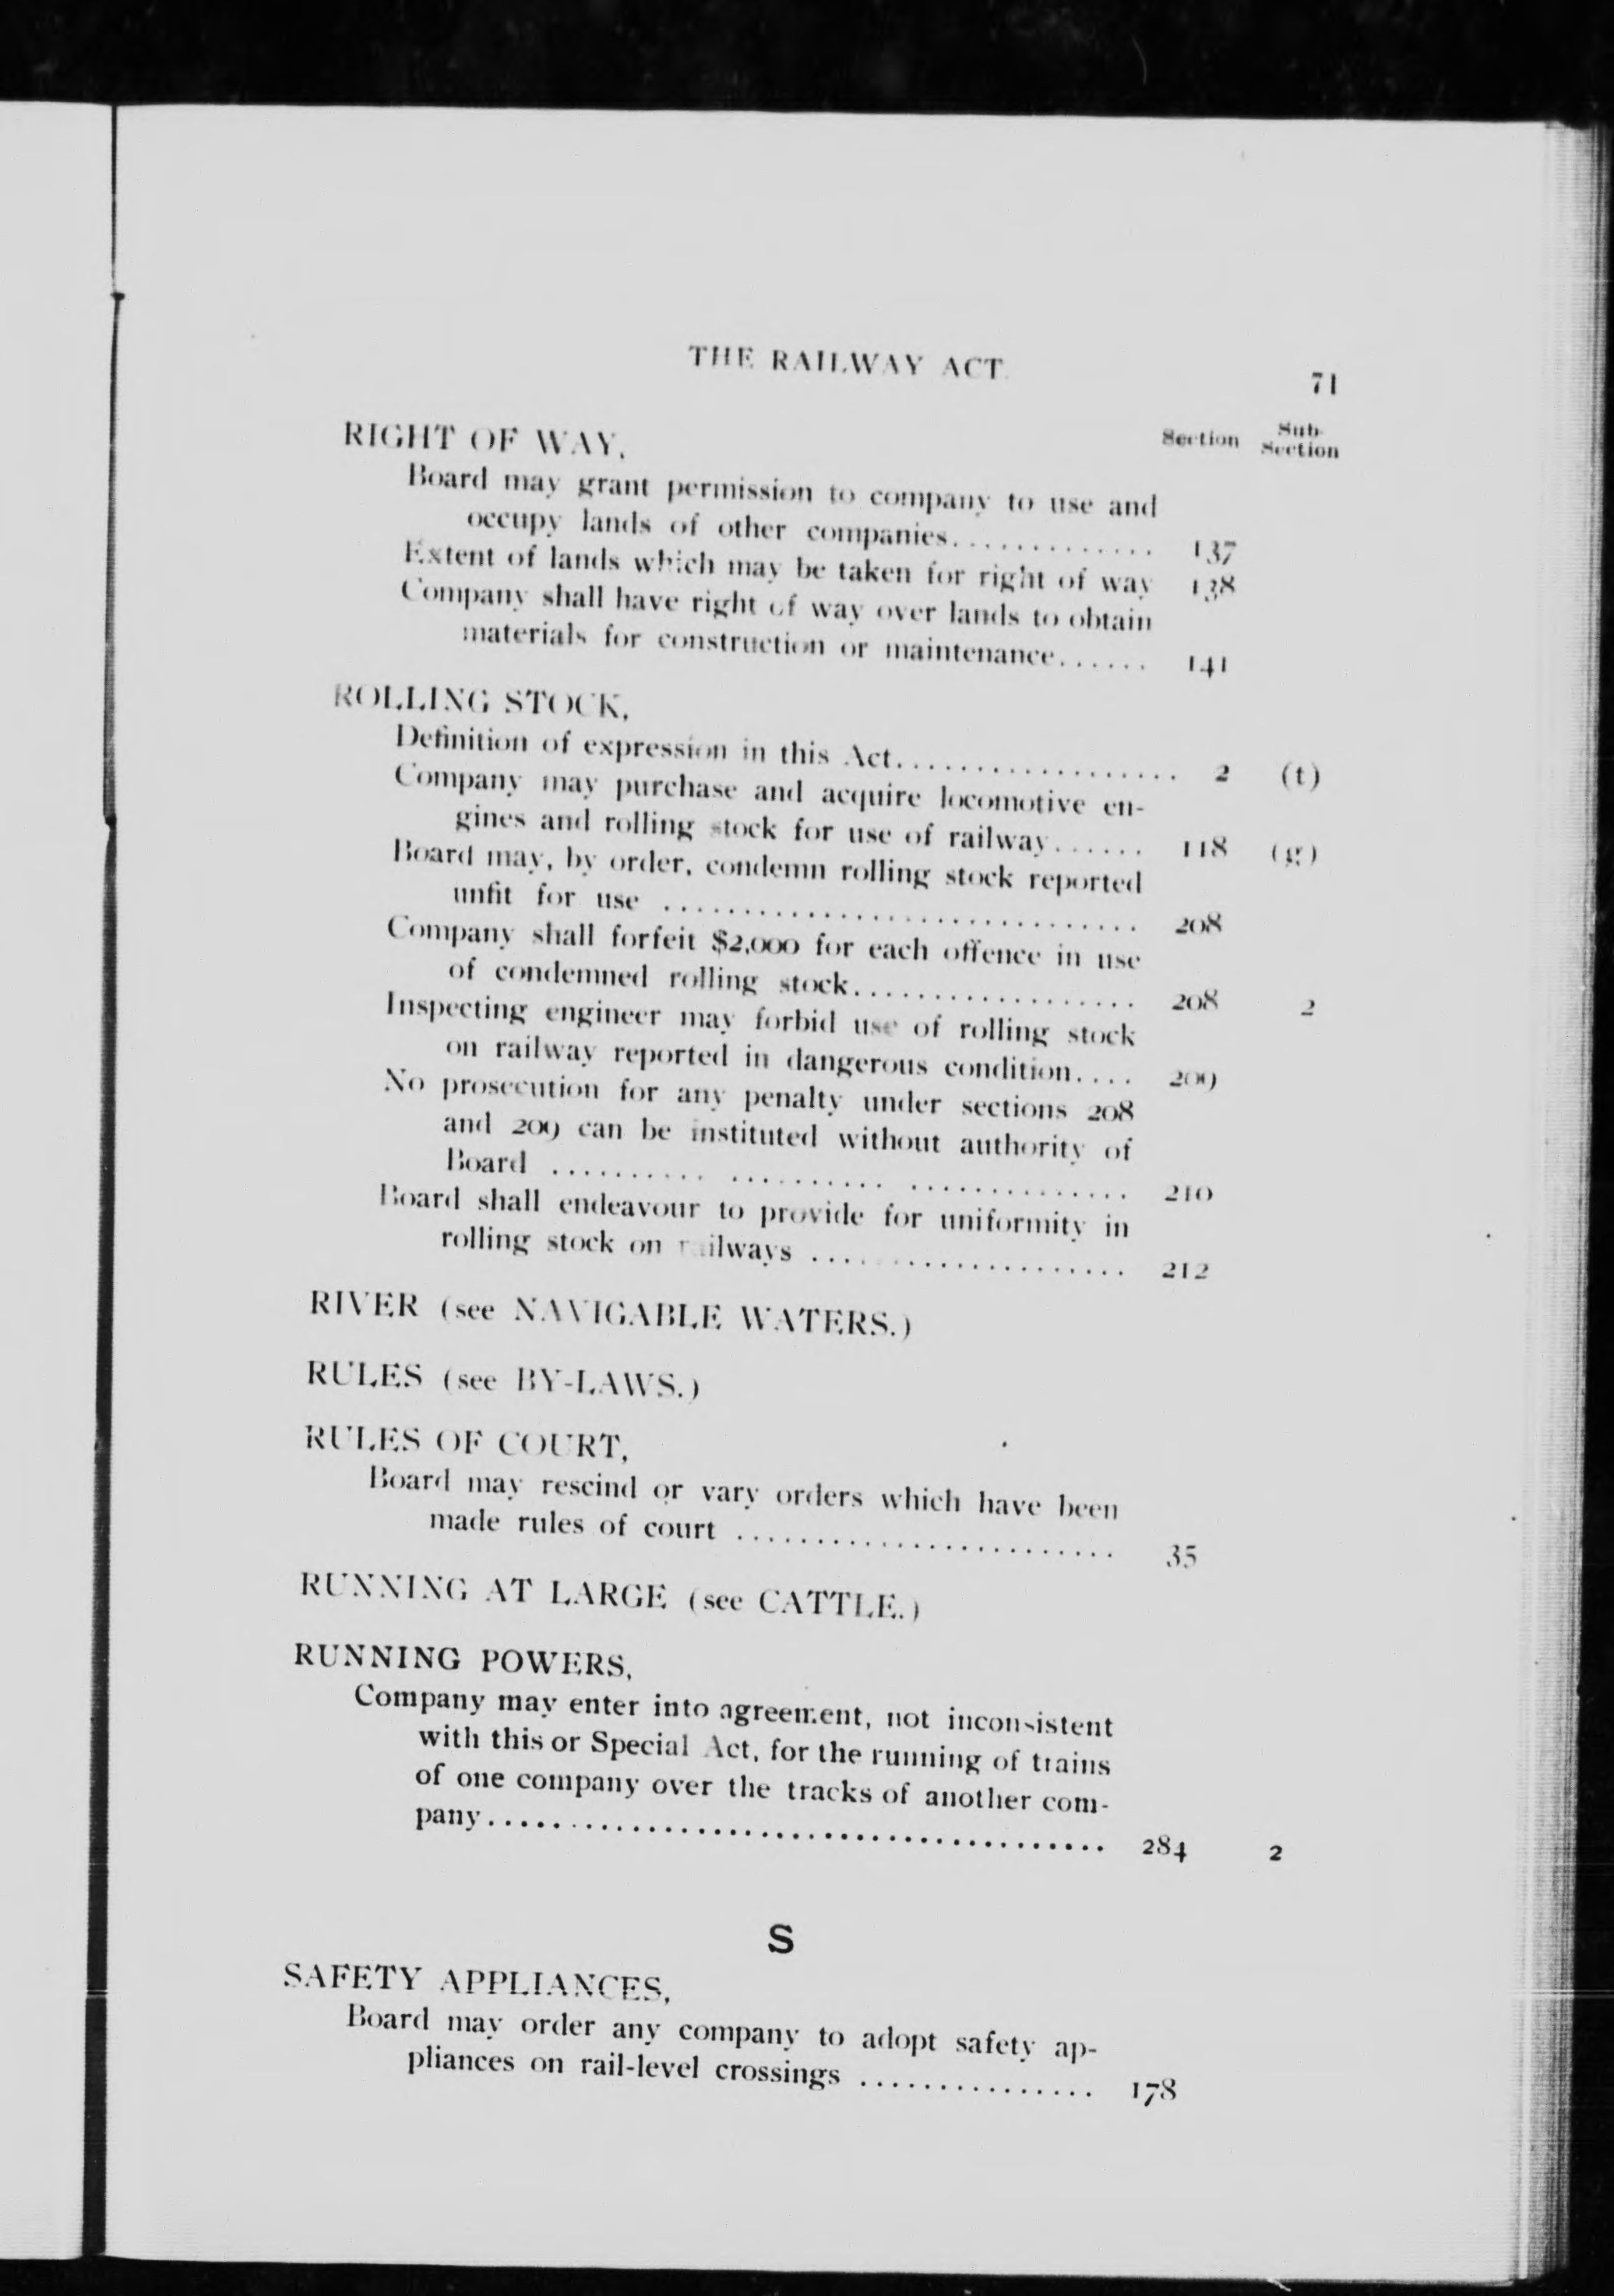 THE RAILWAY ACT 71
Section Sub-Section
RIGHT OF WAY,
Board may grant permission to company to use and
occupy lands of other companies.............. 137
Extent of lands which may be taken for right of way 138
Company shall have right of way over lands to obtain
materials for construction or maintenance...... 141
ROLLING STOCK,
Definition of expression in this Act.................. 2 (t)
Company may purchase and acquire locomotive en-
gines and rolling stock for use of railway...... 118 (g)
Board may, by order, condemn rolling stock reported
unfit for use .............................. 208
Company shall forfeit $2,000 for each offence in use
of condemned rolling stock.................. 208 2
Inspecting engineer may forbid use of rolling stock
on railway reported in dangerous condition.... 209
No prosecution for any penalty under sections 208
and 209 can be instituted without authority of
Board .......... .......... .............. 210
Board shall endeavour to provide for uniformity in
rolling stock on railways .................... 212
RIVER (see NAVIGABLE WATERS.)
RULES (see BY-LAWS.)
RULES OF COURT,
Board may rescind or vary orders which have been
made rules of court ........................ 35
RUNNING AT LARGE (see CATTLE.)
RUNNING POWERS,
Company may enter into agreement, not inconsistent
with this or Special Act, for the running of trains
of one company over the tracks of another com-
pany....................................... 284 2
S
SAFETY APPLIANCES,
Board may order any company to adopt safety ap-
pliances on rail-level crossings ............... 178